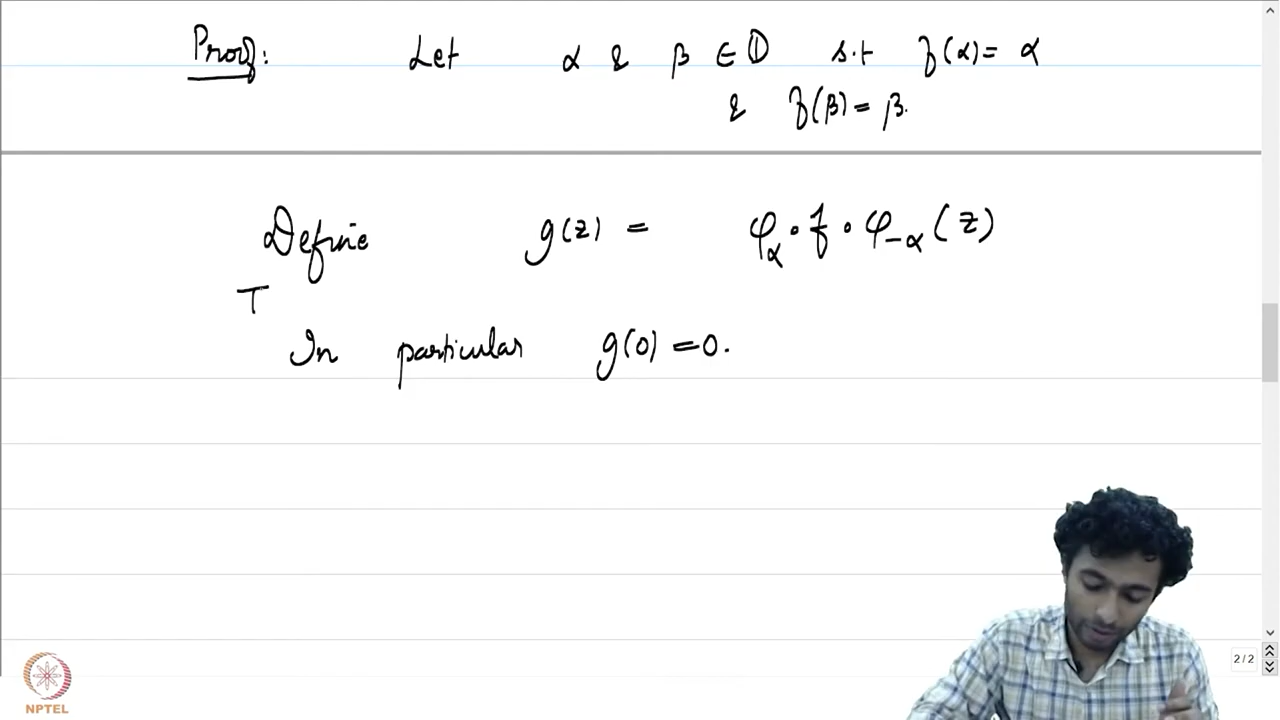 Proof: Let α & β ∈ 𝔻 s.t f(α) = α
& f(β) = β.
Define g(z) = φ_α ∘ f ∘ φ_-α (z)
T
In particular g(0) = 0.
2 / 2
NPTEL